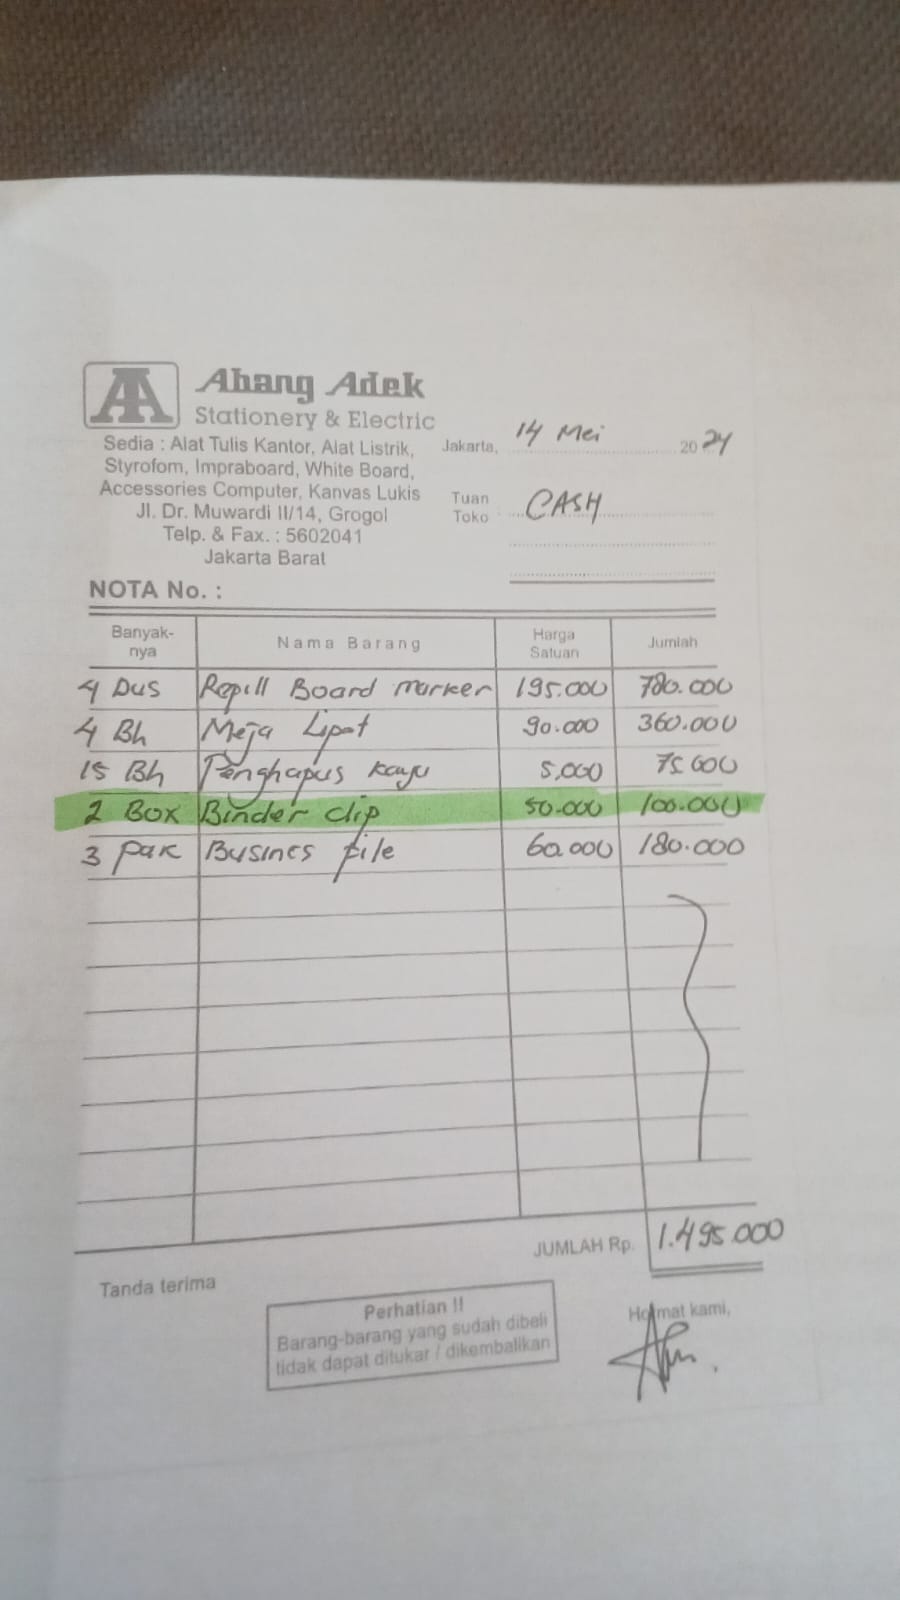 AA
Ahang Adek
Stationery & Electric
Sedia : Alat Tulis Kantor, Alat Listrik,
Styrofom, Impraboard, White Board,
Accessories Computer, Kanvas Lukis
Jl. Dr. Muwardi II/14, Grogol
Telp. & Fax. : 5602041
Jakarta Barat
Jakarta, 14 Mei 2024
Tuan
Toko : CASH
NOTA No. :
Banyak-nya Nama Barang Harga Satuan Jumlah
4 Dus Repill Board marker 195.000 780.000
4 Bh Meja Lipat 90.000 360.000
15 Bh Penghapus kayu 5.000 75 000
2 Box Binder clip 50.000 100.000
3 pak Busines file 60.000 180.000
JUMLAH Rp. 1.495.000
Tanda terima
Perhatian !!
Barang-barang yang sudah dibeli
tidak dapat ditukar / dikembalikan
Hormat kami,